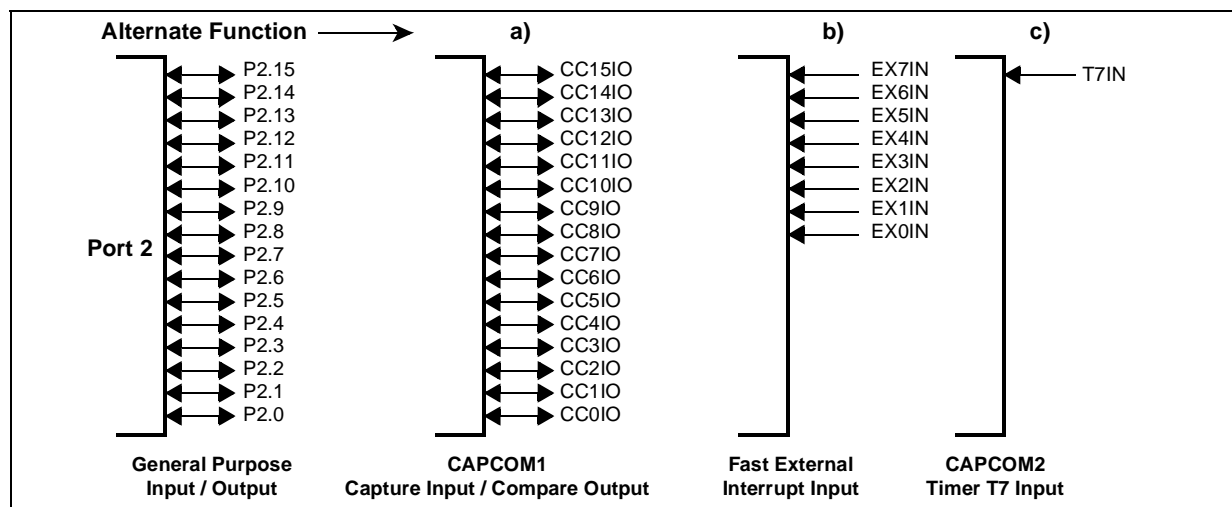 Alternate Function a) b) c)
P2.15 CC15IO EX7IN T7IN
P2.14 CC14IO EX6IN
P2.13 CC13IO EX5IN
P2.12 CC12IO EX4IN
P2.11 CC11IO EX3IN
P2.10 CC10IO EX2IN
P2.9 CC9IO EX1IN
P2.8 CC8IO EX0IN
Port 2
P2.7 CC7IO
P2.6 CC6IO
P2.5 CC5IO
P2.4 CC4IO
P2.3 CC3IO
P2.2 CC2IO
P2.1 CC1IO
P2.0 CC0IO
General Purpose CAPCOM1 Fast External CAPCOM2
Input / Output Capture Input / Compare Output Interrupt Input Timer T7 Input